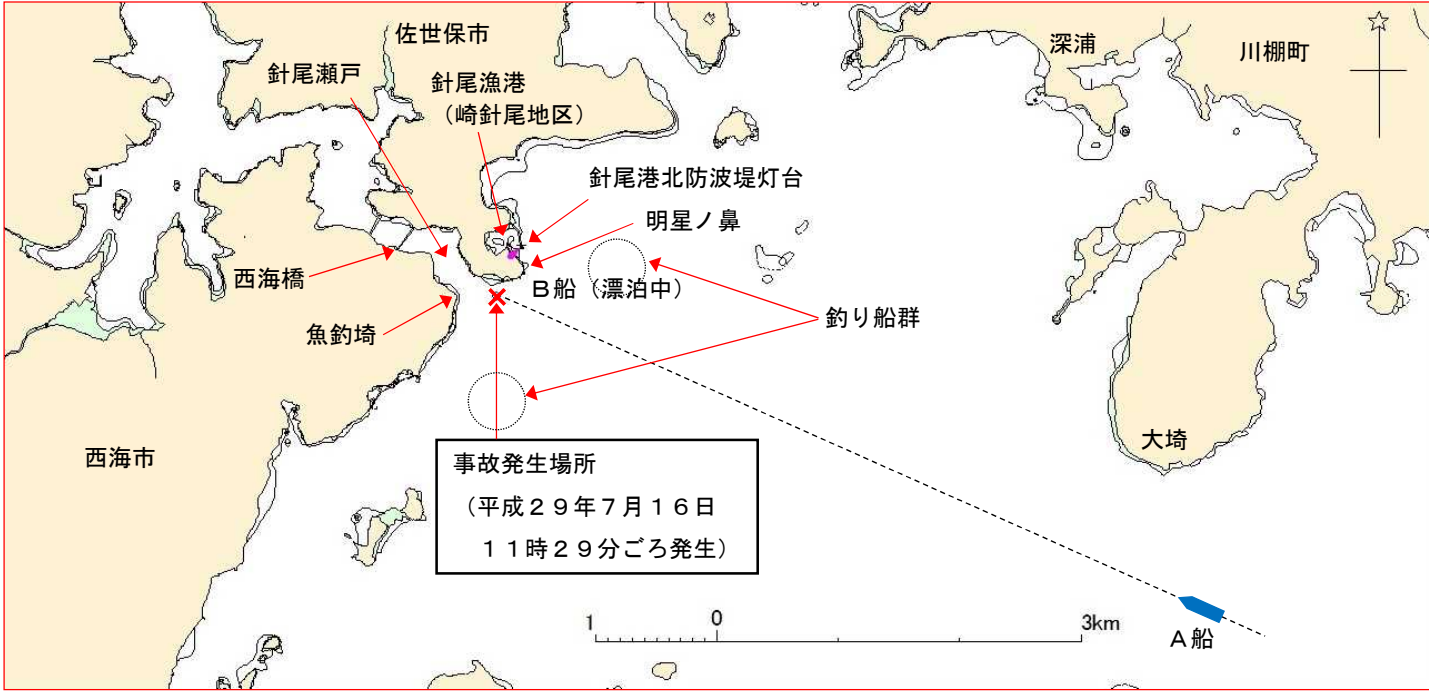 佐世保市
深浦
川棚町
針尾瀬戸
針尾漁港
（崎針尾地区）
針尾港北防波堤灯台
明星ノ鼻
西海橋
B船（漂泊中）
魚釣埼
釣り船群
大埼
西海市
事故発生場所
（平成２９年７月１６日
１１時２９分ごろ発生）
1 0 3km
A船